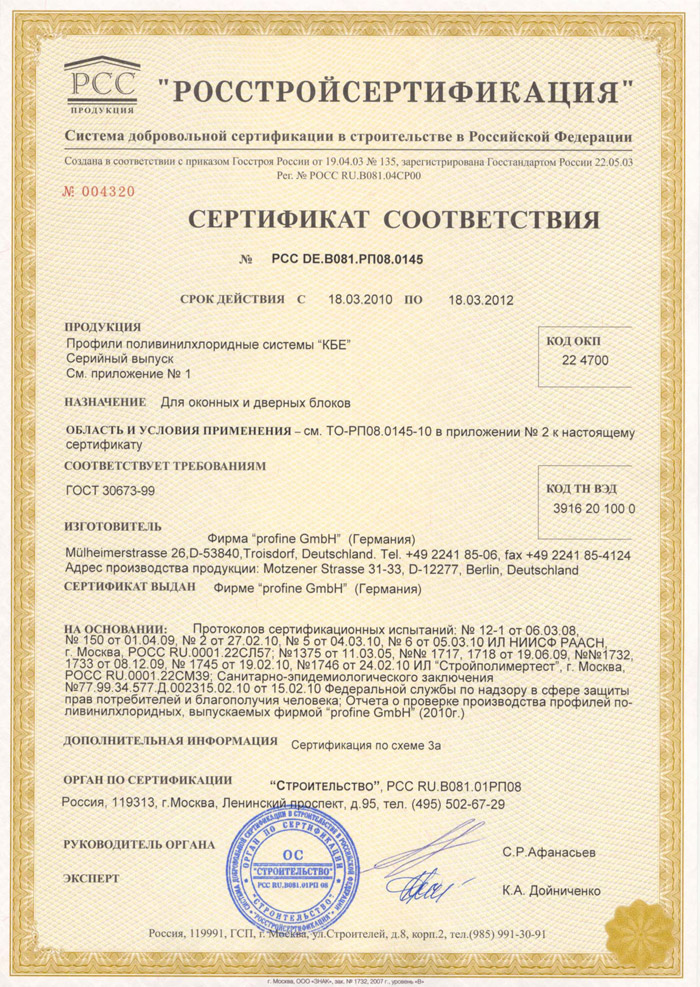 РСС
ПРОДУКЦИЯ
"РОССТРОЙСЕРТИФИКАЦИЯ"
Система добровольной сертификации в строительстве в Российской Федерации
Создана в соответствии с приказом Госстроя России от 19.04.03 № 135, зарегистрирована Госстандартом России 22.05.03
Рег. № РОСС RU.В081.04СР00
№ 004320
СЕРТИФИКАТ СООТВЕТСТВИЯ
№ РСС DE.В081.РП08.0145
СРОК ДЕЙСТВИЯ С 18.03.2010 ПО 18.03.2012
ПРОДУКЦИЯ
Профили поливинилхлоридные системы “КБЕ”
Серийный выпуск
См. приложение № 1
КОД ОКП
22 4700
НАЗНАЧЕНИЕ Для оконных и дверных блоков
ОБЛАСТЬ И УСЛОВИЯ ПРИМЕНЕНИЯ – см. ТО-РП08.0145-10 в приложении № 2 к настоящему
сертификату
СООТВЕТСТВУЕТ ТРЕБОВАНИЯМ
ГОСТ 30673-99
КОД ТН ВЭД
3916 20 100 0
ИЗГОТОВИТЕЛЬ
Фирма “profine GmbH” (Германия)
Mülheimerstrasse 26,D-53840,Troisdorf, Deutschland. Tel. +49 2241 85-06, fax +49 2241 85-4124
Адрес производства продукции: Motzener Strasse 31-33, D-12277, Berlin, Deutschland
СЕРТИФИКАТ ВЫДАН Фирме “profine GmbH” (Германия)
НА ОСНОВАНИИ: Протоколов сертификационных испытаний: № 12-1 от 06.03.08,
№ 150 от 01.04.09, № 2 от 27.02.10, № 5 от 04.03.10, № 6 от 05.03.10 ИЛ НИИСФ РААСН,
г. Москва, РОСС RU.0001.22СЛ57; №1375 от 11.03.05, №№ 1717, 1718 от 19.06.09, №№1732,
1733 от 08.12.09, № 1745 от 19.02.10, №1746 от 24.02.10 ИЛ “Стройполимертест”, г. Москва,
РОСС RU.0001.22СМ39; Санитарно-эпидемиологического заключения
№77.99.34.577.Д.002315.02.10 от 15.02.10 Федеральной службы по надзору в сфере защиты
прав потребителей и благополучия человека; Отчета о проверке производства профилей по-
ливинилхлоридных, выпускаемых фирмой “profine GmbH” (2010г.)
ДОПОЛНИТЕЛЬНАЯ ИНФОРМАЦИЯ Сертификация по схеме 3а
ОРГАН ПО СЕРТИФИКАЦИИ “Строительство”, РСС RU.В081.01РП08
Россия, 119313, г.Москва, Ленинский проспект, д.95, тел. (495) 502-67-29
СИСТЕМА ДОБРОВОЛЬНОЙ СЕРТИФИКАЦИИ В СТРОИТЕЛЬСТВЕ В РОССИЙСКОЙ ФЕДЕРАЦИИ
"РОССТРОЙСЕРТИФИКАЦИЯ"
ОРГАН ПО СЕРТИФИКАЦИИ
"СТРОИТЕЛЬСТВО"
ОС
"СТРОИТЕЛЬСТВО"
РСС RU.В081.01РП 08
РУКОВОДИТЕЛЬ ОРГАНА С.Р.Афанасьев
ЭКСПЕРТ К.А. Дойниченко
Россия, 119991, ГСП, г. Москва, ул.Строителей, д.8, корп.2, тел.(985) 991-30-91
г. Москва, ООО «ЗНАК», зак. № 1732, 2007 г., уровень «В»